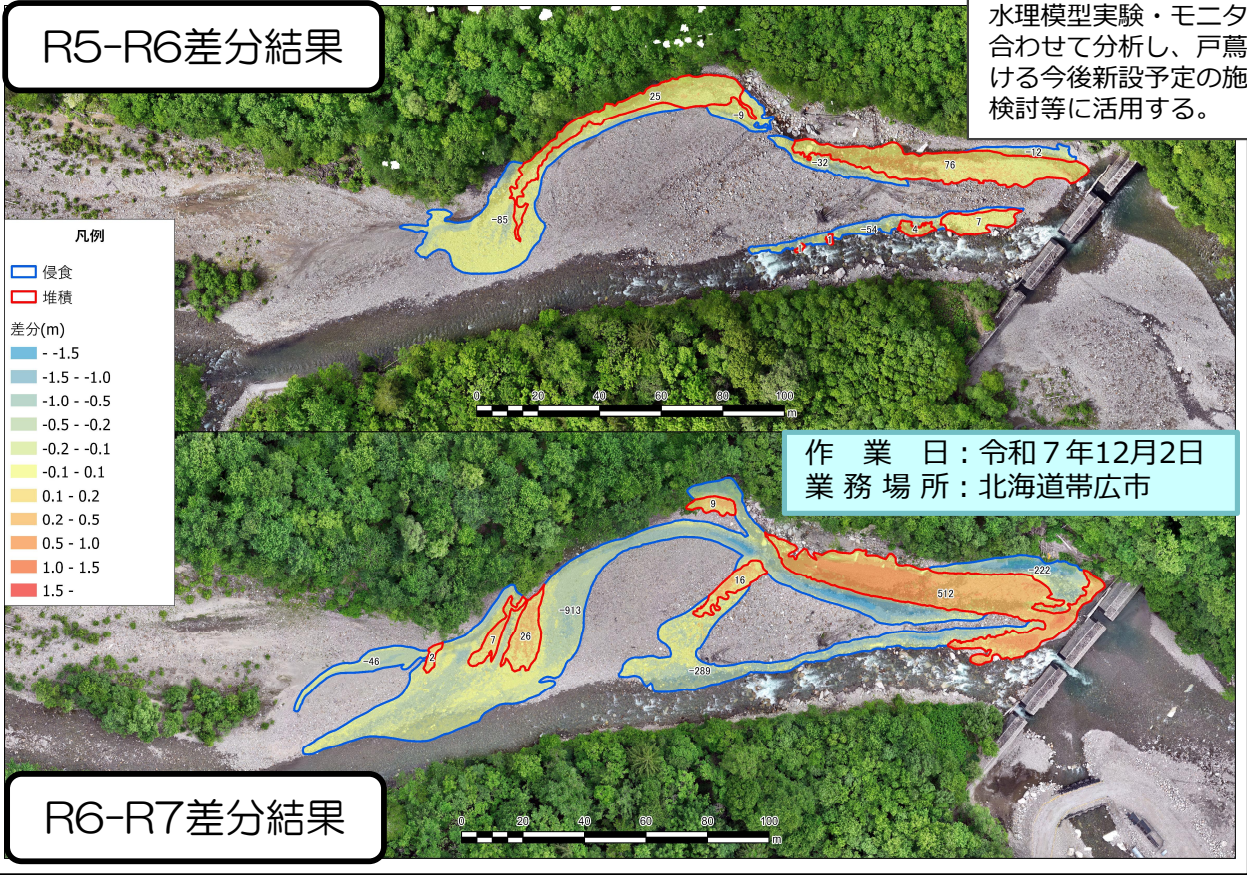 R5-R6差分結果
水理模型実験・モニタ
合わせて分析し、戸蔦
ける今後新設予定の施
検討等に活用する。
25
-9
-32
76
-12
-85
-54
1
1
4
7
凡例
侵食
堆積
差分(m)
- -1.5
-1.5 - -1.0
-1.0 - -0.5
-0.5 - -0.2
-0.2 - -0.1
-0.1 - 0.1
0.1 - 0.2
0.2 - 0.5
0.5 - 1.0
1.0 - 1.5
1.5 -
0 20 40 60 80 100
m
作業日：令和７年12月2日
業務場所：北海道帯広市
9
-222
512
16
-913
7
26
2
-46
-289
R6-R7差分結果
0 20 40 60 80 100
m